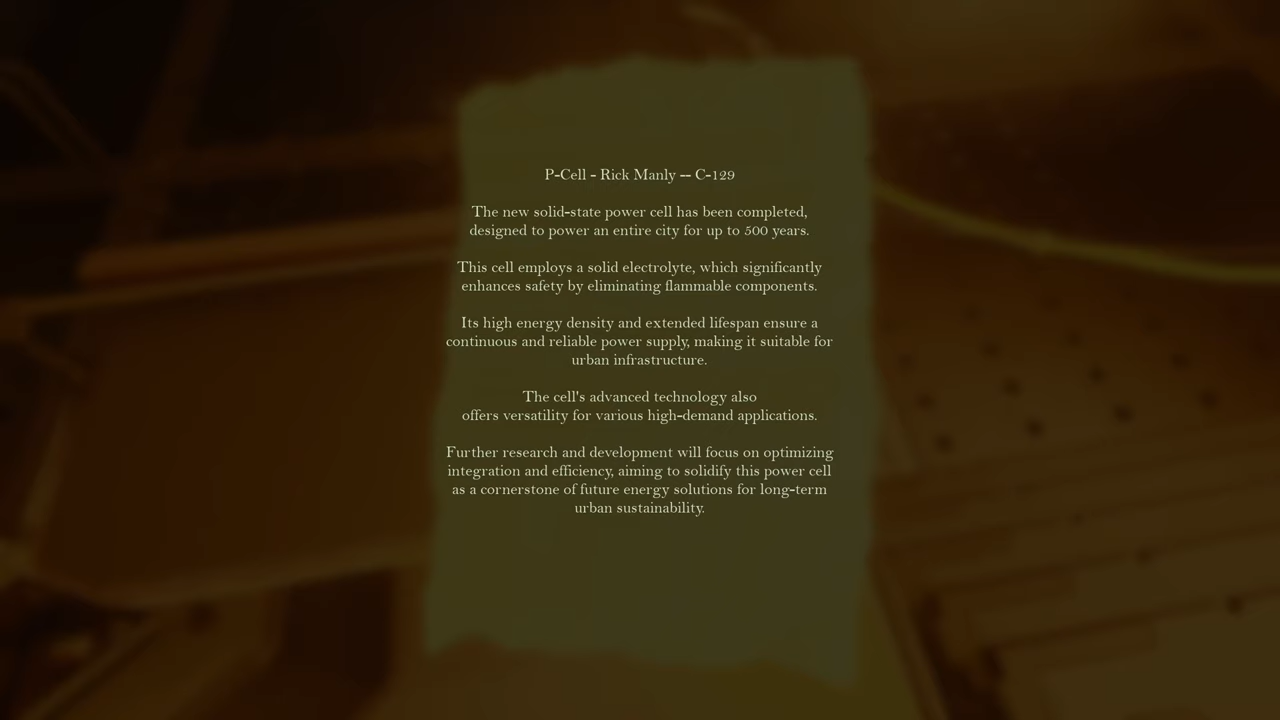 P-Cell - Rick Manly -- C-129
The new solid-state power cell has been completed,
designed to power an entire city for up to 500 years.
This cell employs a solid electrolyte, which significantly
enhances safety by eliminating flammable components.
Its high energy density and extended lifespan ensure a
continuous and reliable power supply, making it suitable for
urban infrastructure.
The cell's advanced technology also
offers versatility for various high-demand applications.
Further research and development will focus on optimizing
integration and efficiency, aiming to solidify this power cell
as a cornerstone of future energy solutions for long-term
urban sustainability.